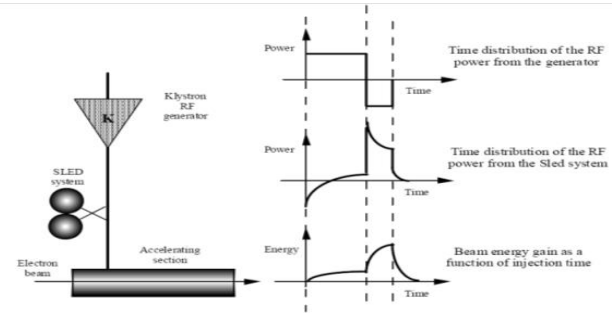 Klystron
RF
generator
K
SLED
system
Electron
beam
Accelerating
section
Power
Time
Time distribution of the RF
power from the generator
Power
Time
Time distribution of the RF
power from the Sled system
Energy
Time
Beam energy gain as a
function of injection time